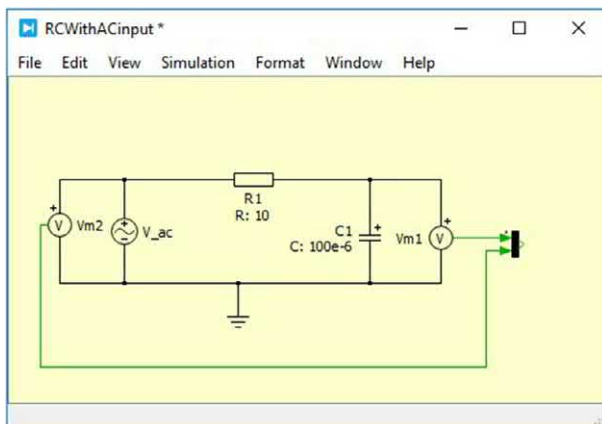 RCWithACinput *
File Edit View Simulation Format Window Help
R1
R: 10
V Vm2
V_ac
C1
C: 100e-6
Vm1 V